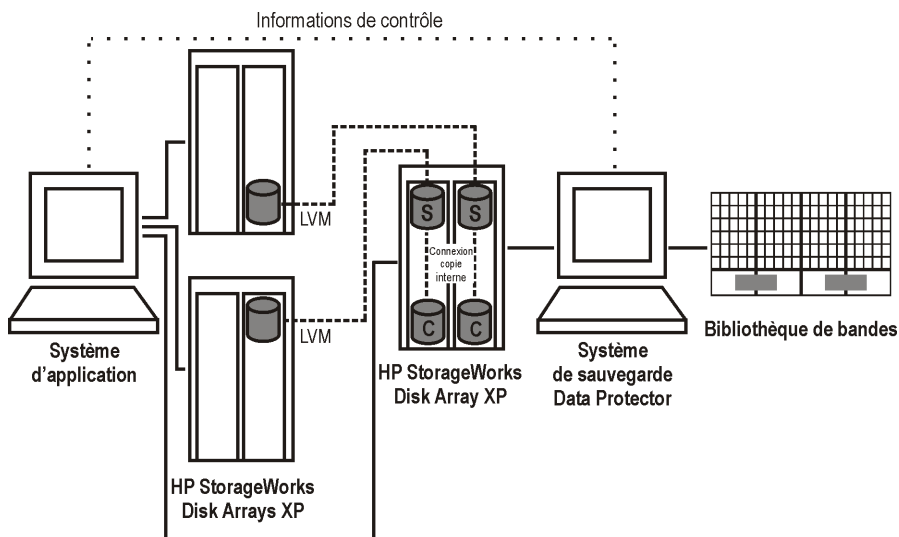 Informations de contrôle
LVM
LVM
S S
Connexion
copie
interne
C C
Système
d'application
HP StorageWorks
Disk Arrays XP
HP StorageWorks
Disk Array XP
Système
de sauvegarde
Data Protector
Bibliothèque de bandes